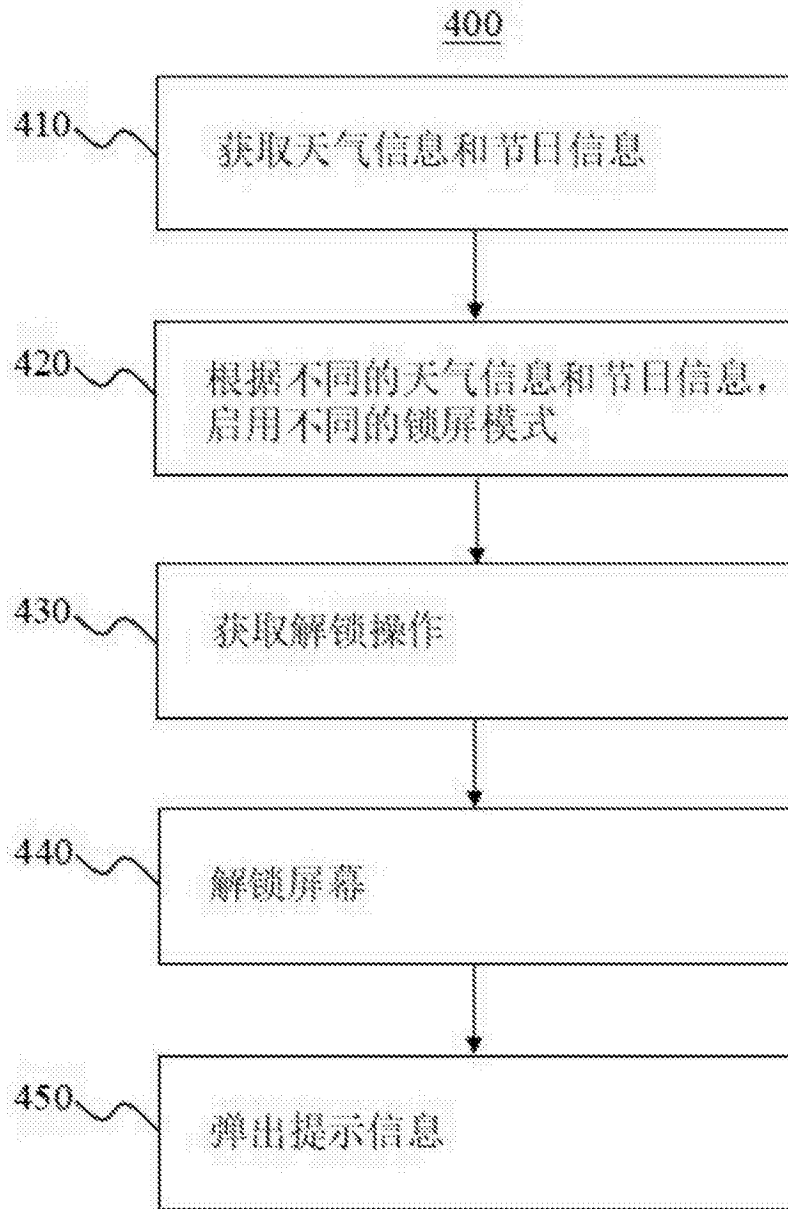 400
410
获取天气信息和节日信息
420
根据不同的天气信息和节日信息,
启用不同的锁屏模式
430
获取解锁操作
440
解锁屏幕
450
弹出提示信息